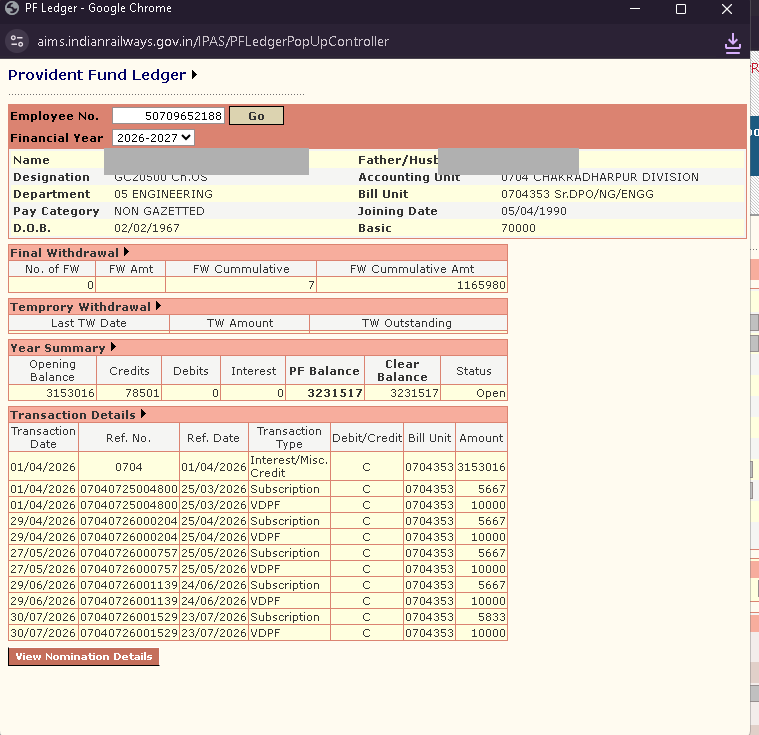 PF Ledger - Google Chrome
aims.indianrailways.gov.in/IPAS/PFLedgerPopUpController
Provident Fund Ledger
Employee No. 50709652188 Go
Financial Year 2026-2027
Name Father/Husb
Designation GC20500 Ch.OS Accounting Unit 0704 CHAKRADHARPUR DIVISION
Department 05 ENGINEERING Bill Unit 0704353 Sr.DPO/NG/ENGG
Pay Category NON GAZETTED Joining Date 05/04/1990
D.O.B. 02/02/1967 Basic 70000
Final Withdrawal
No. of FW FW Amt FW Cummulative FW Cummulative Amt
0 7 1165980
Temprory Withdrawal
Last TW Date TW Amount TW Outstanding
Year Summary
Opening Balance Credits Debits Interest PF Balance Clear Balance Status
3153016 78501 0 0 3231517 3231517 Open
Transaction Details
Transaction Date Ref. No. Ref. Date Transaction Type Debit/Credit Bill Unit Amount
01/04/2026 0704 01/04/2026 Interest/Misc. Credit C 0704353 3153016
01/04/2026 07040725004800 25/03/2026 Subscription C 0704353 5667
01/04/2026 07040725004800 25/03/2026 VDPF C 0704353 10000
29/04/2026 07040726000204 25/04/2026 Subscription C 0704353 5667
29/04/2026 07040726000204 25/04/2026 VDPF C 0704353 10000
27/05/2026 07040726000757 25/05/2026 Subscription C 0704353 5667
27/05/2026 07040726000757 25/05/2026 VDPF C 0704353 10000
29/06/2026 07040726001139 24/06/2026 Subscription C 0704353 5667
29/06/2026 07040726001139 24/06/2026 VDPF C 0704353 10000
30/07/2026 07040726001529 23/07/2026 Subscription C 0704353 5833
30/07/2026 07040726001529 23/07/2026 VDPF C 0704353 10000
View Nomination Details